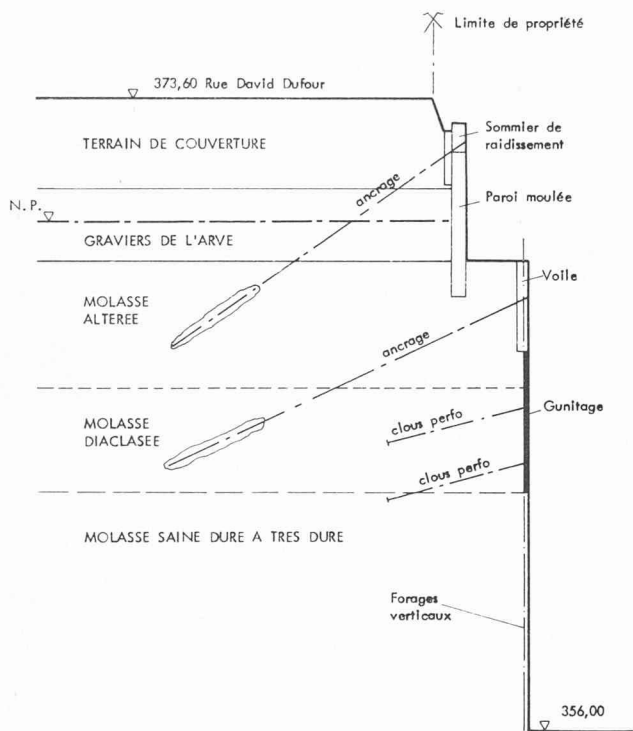 Limite de propriété
373,60 Rue David Dufour
Sommier de
raidissement
TERRAIN DE COUVERTURE
ancrage
Paroi moulée
N.P.
GRAVIERS DE L'ARVE
Voile
MOLASSE
ALTEREE
ancrage
MOLASSE
DIACLASEE
clous perfo
Gunitage
clous perfo
MOLASSE SAINE DURE A TRES DURE
Forages
verticaux
356,00